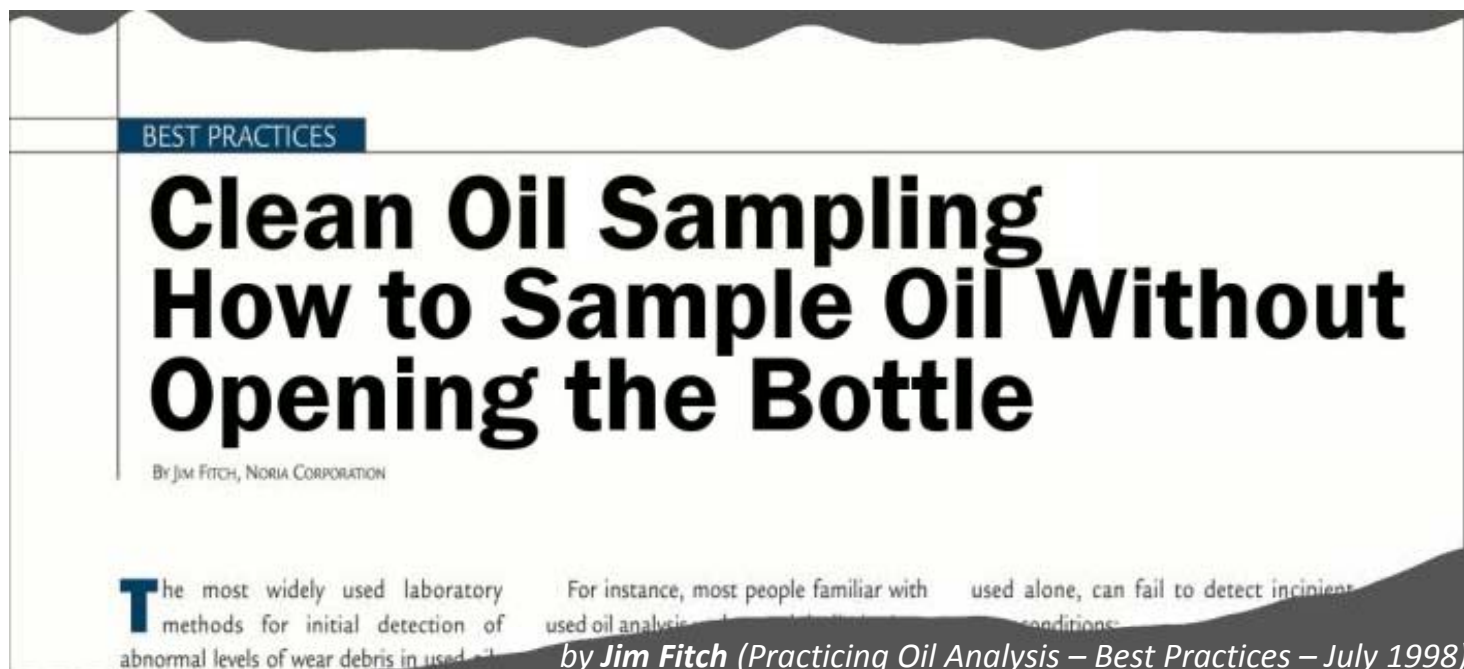 BEST PRACTICES
Clean Oil Sampling
How to Sample Oil Without
Opening the Bottle
BY JIM FITCH, NORIA CORPORATION
The most widely used laboratory
methods for initial detection of
abnormal levels of wear debris in used
For instance, most people familiar with
used oil analysis
used alone, can fail to detect incipient
conditions:
by Jim Fitch (Practicing Oil Analysis – Best Practices – July 1998)